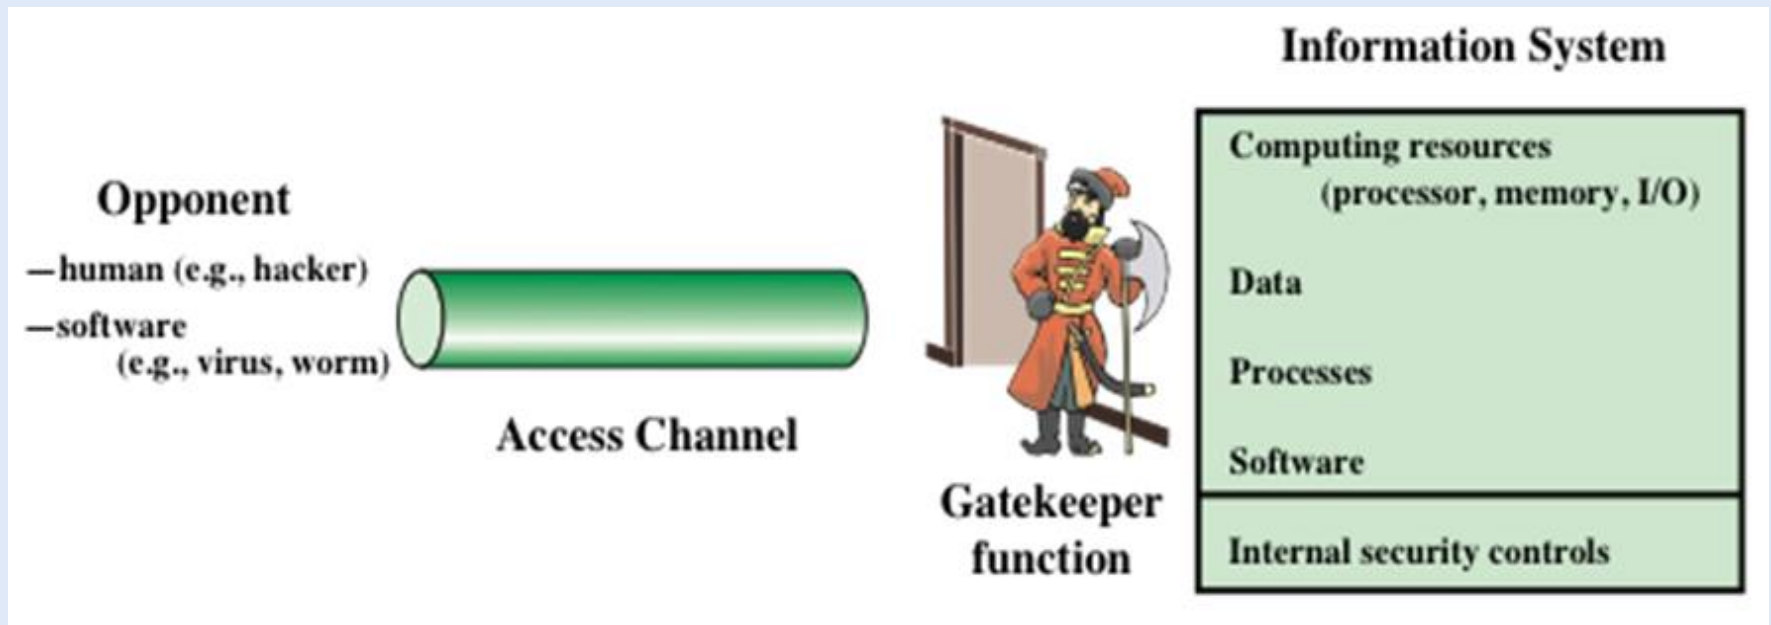 Opponent
—human (e.g., hacker)
—software
(e.g., virus, worm)
Access Channel
Gatekeeper
function
Information System
Computing resources
(processor, memory, I/O)
Data
Processes
Software
Internal security controls